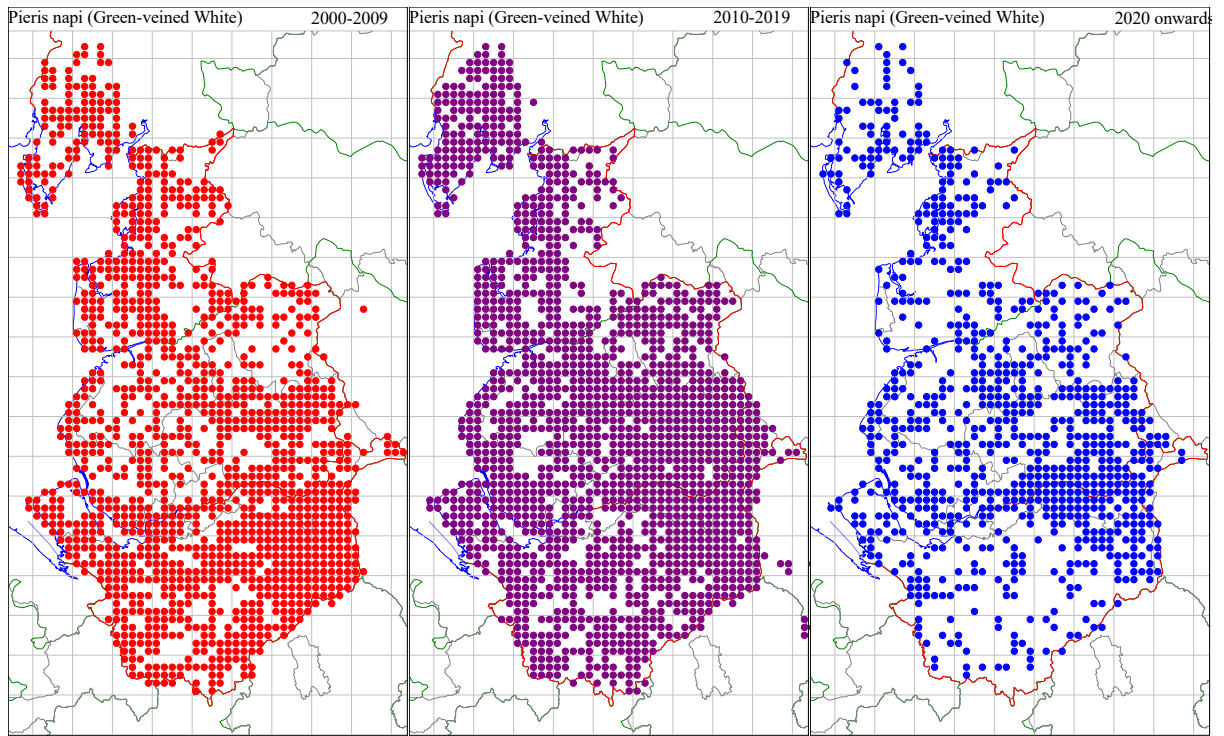 Pieris napi (Green-veined White) 2000-2009
Pieris napi (Green-veined White) 2010-2019
Pieris napi (Green-veined White) 2020 onwards